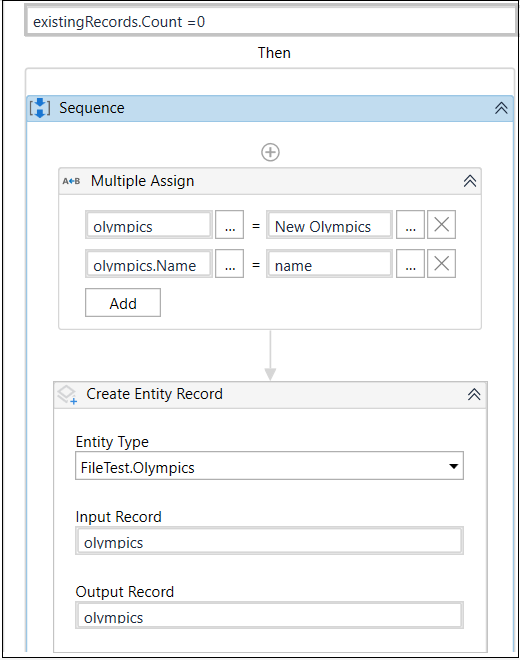 existingRecords.Count =0
Then
Sequence
A B Multiple Assign
olympics ... = New Olympics ...
olympics.Name ... = name ...
Add
Create Entity Record
Entity Type
FileTest.Olympics
Input Record
olympics
Output Record
olympics